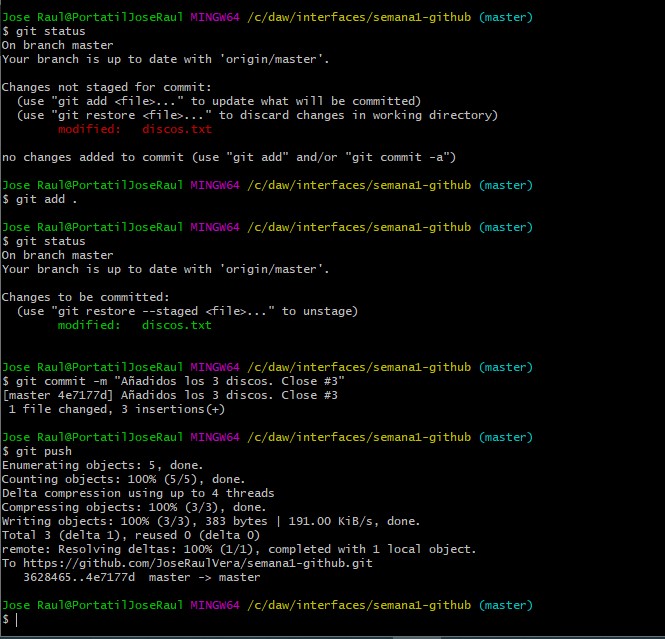 Jose Raul@PortatilJoseRaul MINGW64 /c/daw/interfaces/semana1-github (master)
$ git status
On branch master
Your branch is up to date with 'origin/master'.
Changes not staged for commit:
(use "git add <file>..." to update what will be committed)
(use "git restore <file>..." to discard changes in working directory)
modified: discos.txt
no changes added to commit (use "git add" and/or "git commit -a")
Jose Raul@PortatilJoseRaul MINGW64 /c/daw/interfaces/semana1-github (master)
$ git add .
Jose Raul@PortatilJoseRaul MINGW64 /c/daw/interfaces/semana1-github (master)
$ git status
On branch master
Your branch is up to date with 'origin/master'.
Changes to be committed:
(use "git restore --staged <file>..." to unstage)
modified: discos.txt
Jose Raul@PortatilJoseRaul MINGW64 /c/daw/interfaces/semana1-github (master)
$ git commit -m "Añadidos los 3 discos. Close #3"
[master 4e7177d] Añadidos los 3 discos. Close #3
1 file changed, 3 insertions(+)
Jose Raul@PortatilJoseRaul MINGW64 /c/daw/interfaces/semana1-github (master)
$ git push
Enumerating objects: 5, done.
Counting objects: 100% (5/5), done.
Delta compression using up to 4 threads
Compressing objects: 100% (3/3), done.
Writing objects: 100% (3/3), 383 bytes | 191.00 KiB/s, done.
Total 3 (delta 1), reused 0 (delta 0)
remote: Resolving deltas: 100% (1/1), completed with 1 local object.
To https://github.com/JoseRaulVera/semana1-github.git
3628465..4e7177d master -> master
Jose Raul@PortatilJoseRaul MINGW64 /c/daw/interfaces/semana1-github (master)
$